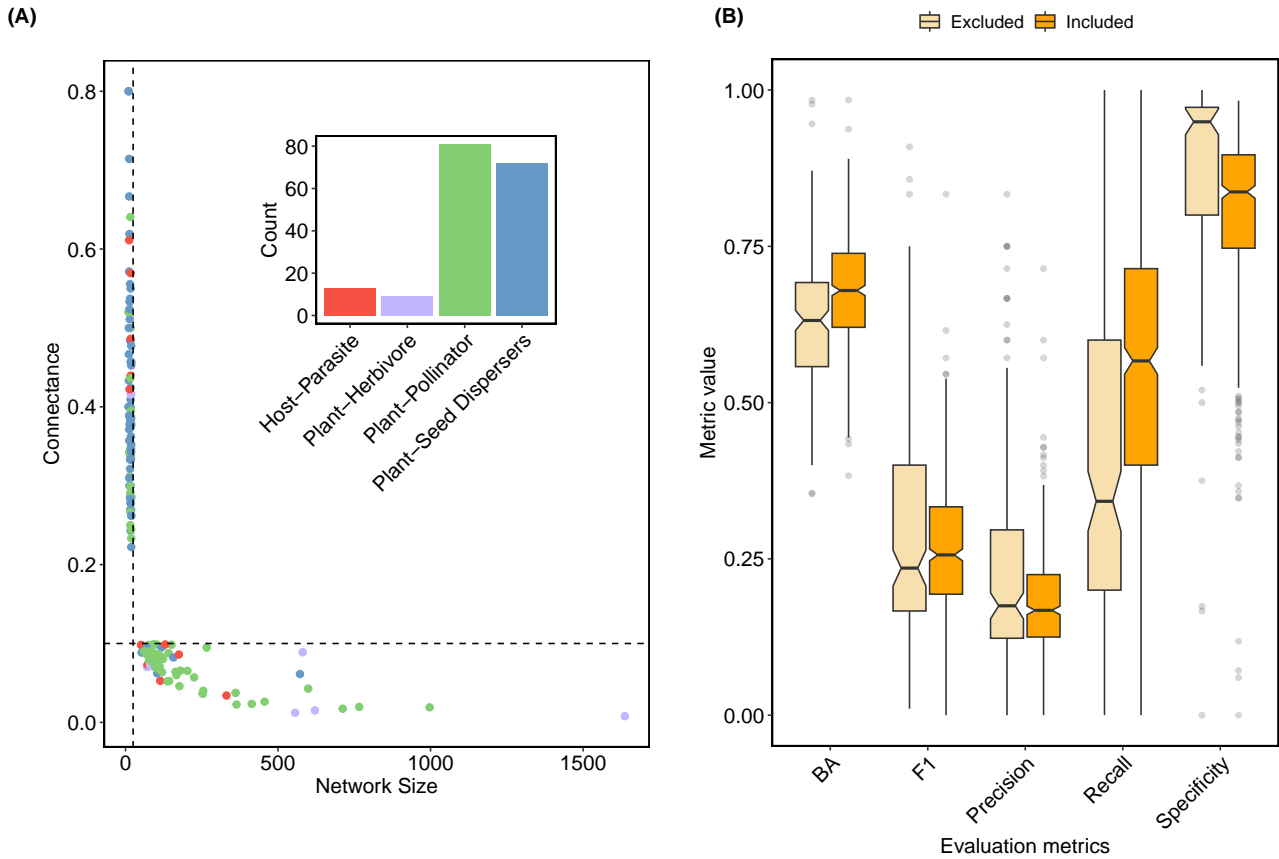 (A)
Connectance
0.8
0.6
0.4
0.2
0.0
0
500
1000
1500
Network Size
Count
80
60
40
20
0
Host−Parasite
Plant−Herbivore
Plant−Pollinator
Plant−Seed Dispersers
(B)
Excluded Included
Metric value
1.00
0.75
0.50
0.25
0.00
BA
F1
Precision
Recall
Specificity
Evaluation metrics